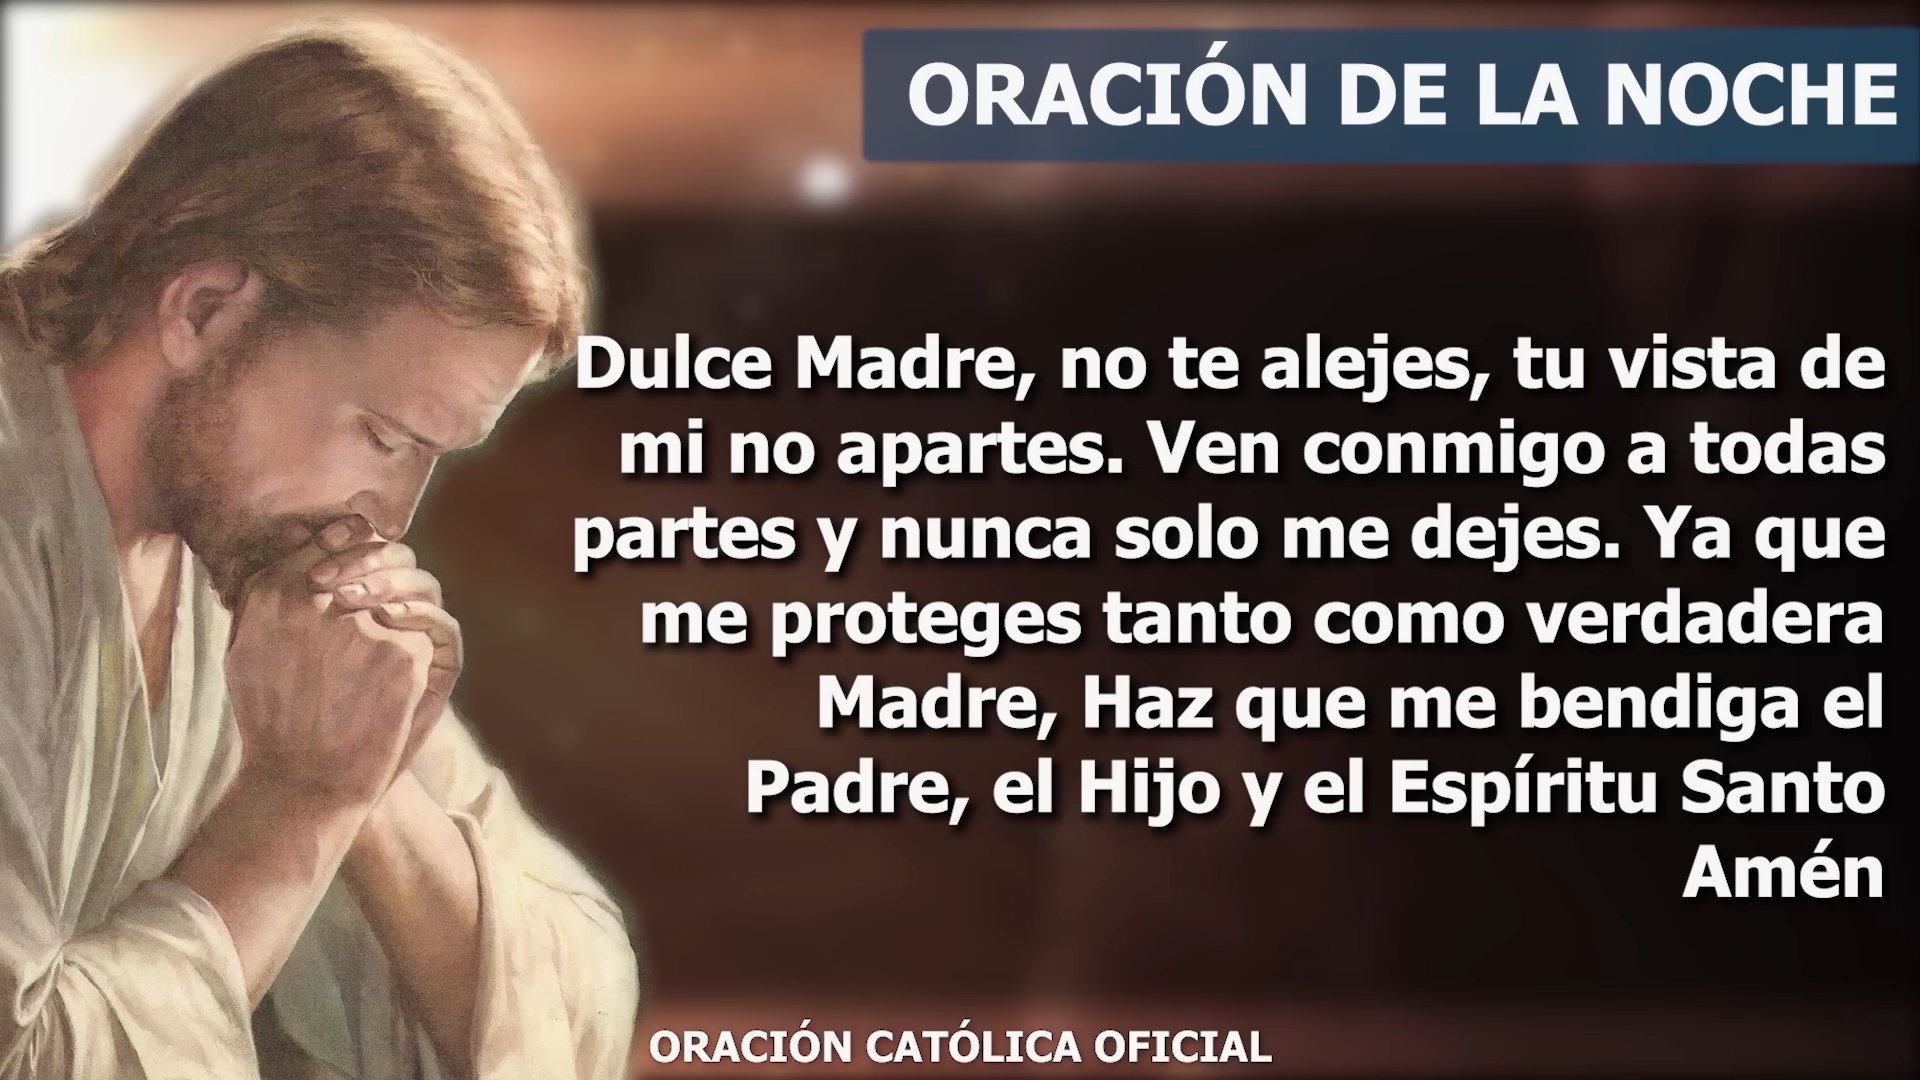 ORACIÓN DE LA NOCHE
Dulce Madre, no te alejes, tu vista de
mi no apartes. Ven conmigo a todas
partes y nunca solo me dejes. Ya que
me proteges tanto como verdadera
Madre, Haz que me bendiga el
Padre, el Hijo y el Espíritu Santo
Amén
ORACIÓN CATÓLICA OFICIAL